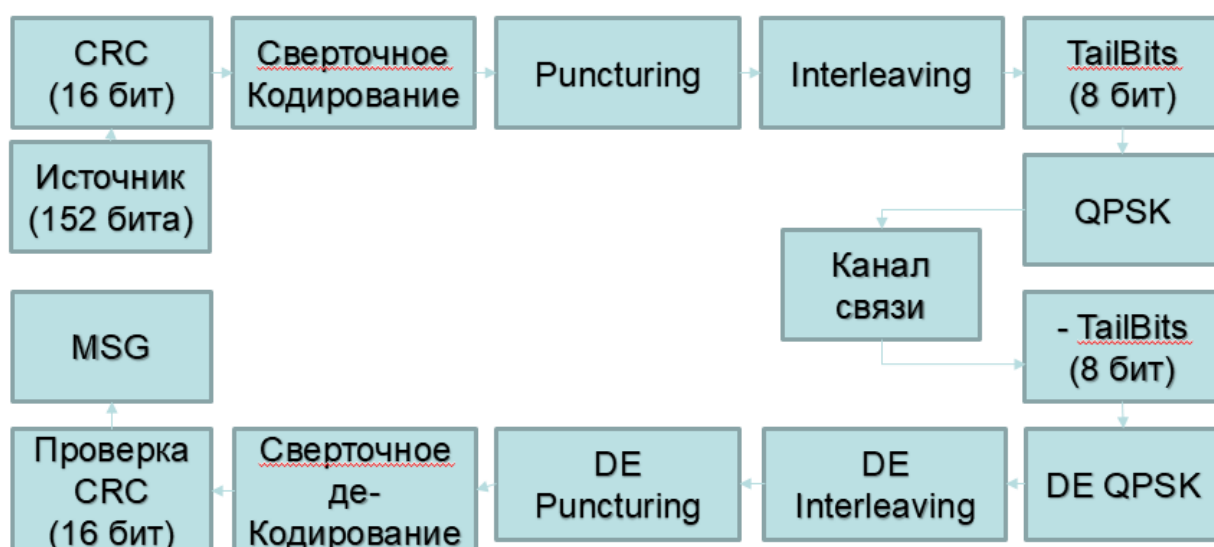 CRC
(16 бит)
Сверточное
Кодирование
Puncturing
Interleaving
TailBits
(8 бит)
Источник
(152 бита)
QPSK
Канал
связи
MSG
- TailBits
(8 бит)
Проверка
CRC
(16 бит)
Сверточное
де-
Кодирование
DE
Puncturing
DE
Interleaving
DE QPSK